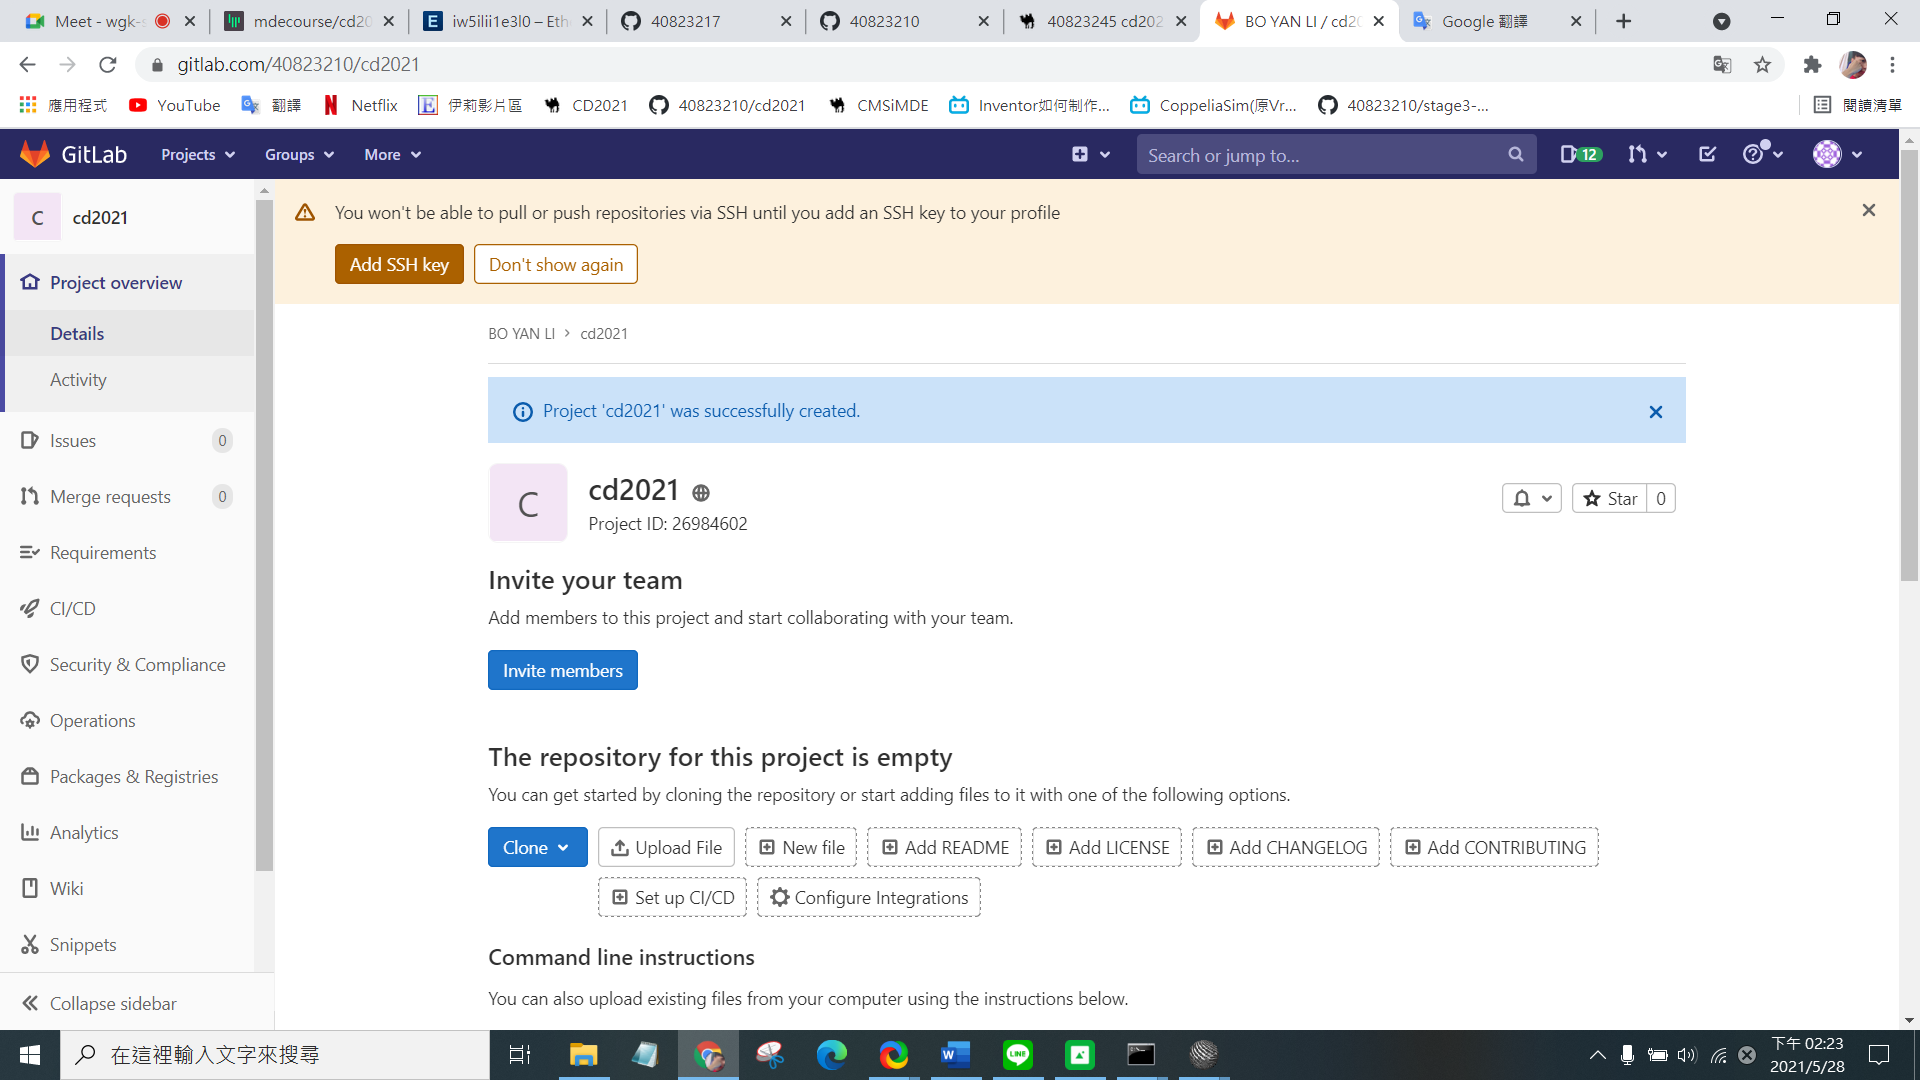 Meet - wgk-s
mdecourse/cd20
iw5ilii1e3l0 – Eth
40823217
40823210
40823245 cd202
BO YAN LI / cd20
Google 翻譯
gitlab.com/40823210/cd2021
應用程式 YouTube 翻譯 Netflix 伊莉影片區 CD2021 40823210/cd2021 CMSiMDE Inventor如何制作... CoppeliaSim(原Vr... 40823210/stage3-... 閱讀清單
GitLab Projects Groups More Search or jump to... 12
C cd2021
Project overview
Details
Activity
Issues 0
Merge requests 0
Requirements
CI/CD
Security & Compliance
Operations
Packages & Registries
Analytics
Wiki
Snippets
Collapse sidebar
You won't be able to pull or push repositories via SSH until you add an SSH key to your profile
Add SSH key Don't show again
BO YAN LI > cd2021
Project 'cd2021' was successfully created.
C
cd2021
Project ID: 26984602
Star 0
Invite your team
Add members to this project and start collaborating with your team.
Invite members
The repository for this project is empty
You can get started by cloning the repository or start adding files to it with one of the following options.
Clone Upload File New file Add README Add LICENSE Add CHANGELOG Add CONTRIBUTING
Set up CI/CD Configure Integrations
Command line instructions
You can also upload existing files from your computer using the instructions below.
在這裡輸入文字來搜尋
下午 02:23
2021/5/28